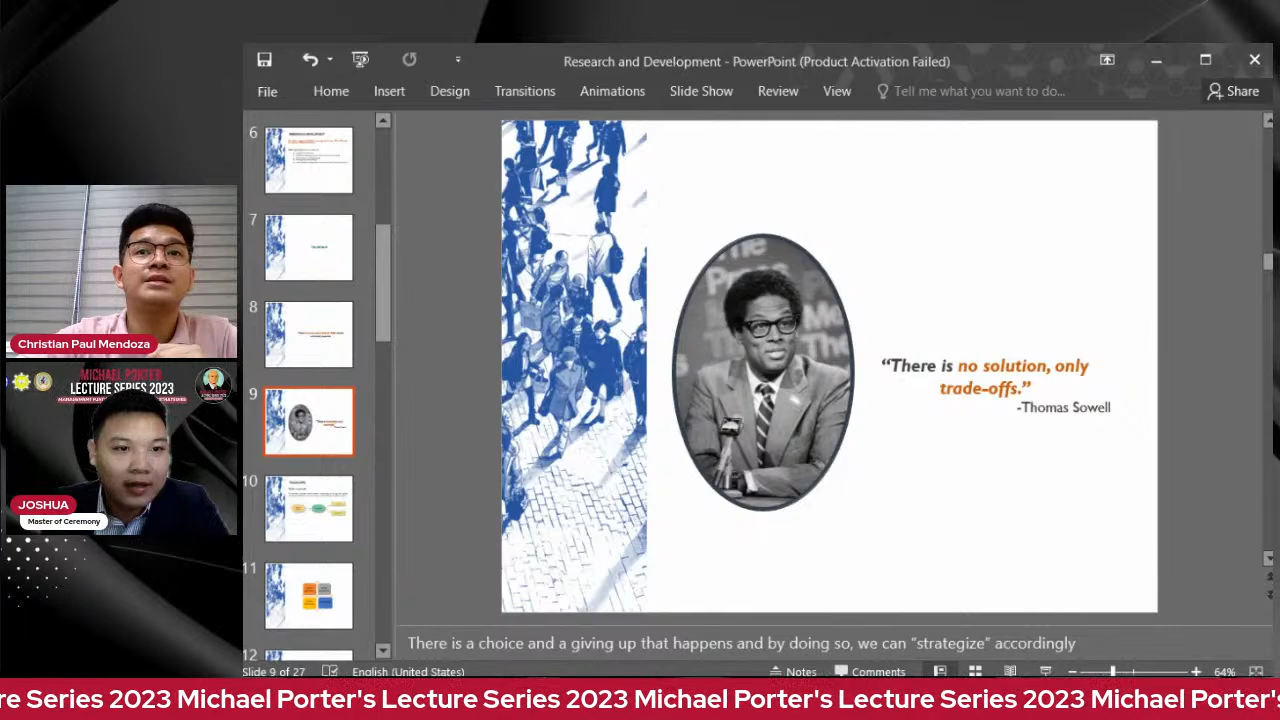 Research and Development - PowerPoint (Product Activation Failed)
File Home Insert Design Transitions Animations Slide Show Review View Tell me what you want to do... Share
6
7
8
9
10
11
12
“There is no solution, only
trade-offs.”
-Thomas Sowell
There is a choice and a giving up that happens and by doing so, we can “strategize” accordingly
Slide 9 of 27 English (United States) Notes Comments 64%
Christian Paul Mendoza
MICHAEL PORTER
LECTURE SERIES 2023
JOSHUA
Master of Ceremony
re Series 2023 Michael Porter's Lecture Series 2023 Michael Porter's Lecture Series 2023 Michael Porter's